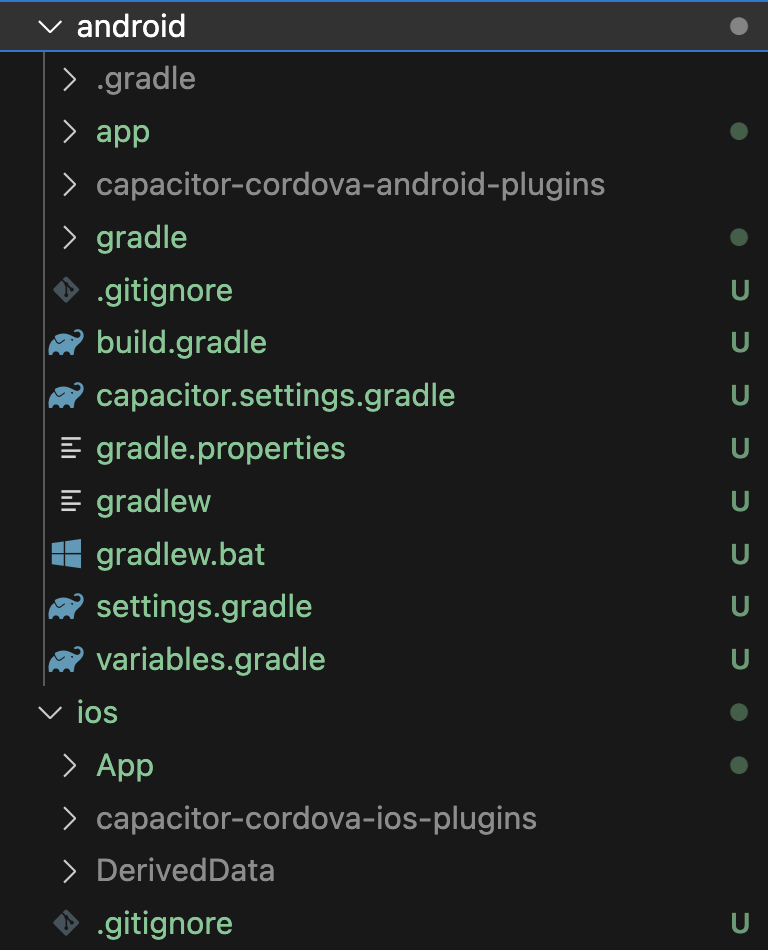 android
.gradle
app
capacitor-cordova-android-plugins
gradle
.gitignore U
build.gradle U
capacitor.settings.gradle U
gradle.properties U
gradlew U
gradlew.bat U
settings.gradle U
variables.gradle U
ios
App
capacitor-cordova-ios-plugins
DerivedData
.gitignore U